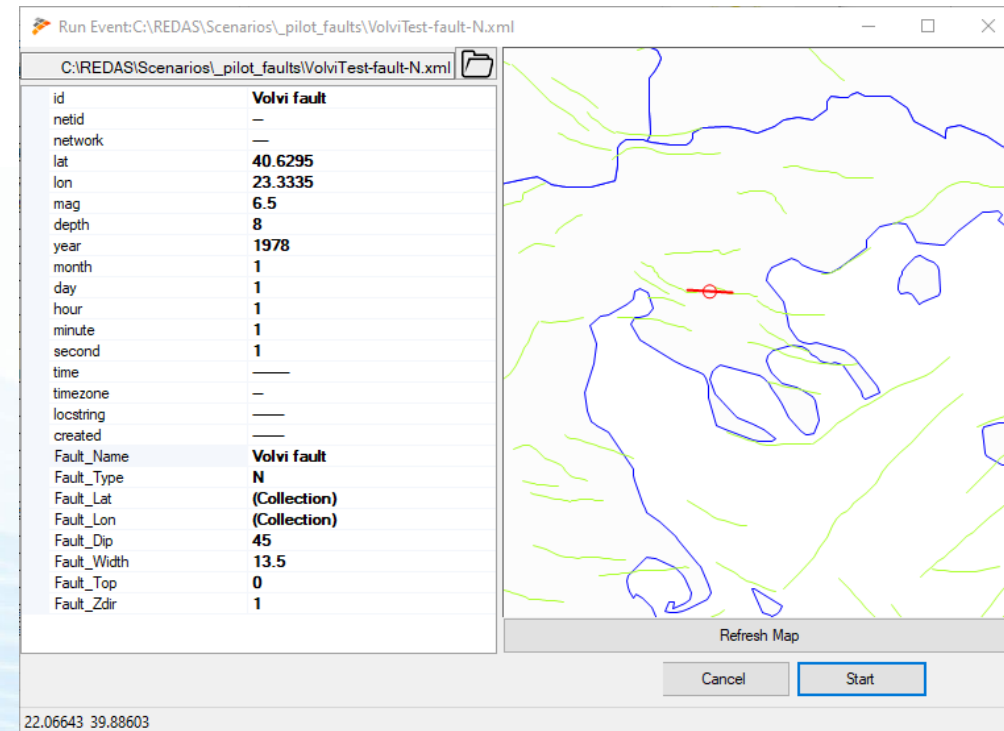 Run Event:C:\REDAS\Scenarios\_pilot_faults\VolviTest-fault-N.xml
C:\REDAS\Scenarios\_pilot_faults\VolviTest-fault-N.xml
id Volvi fault
netid —
network —
lat 40.6295
lon 23.3335
mag 6.5
depth 8
year 1978
month 1
day 1
hour 1
minute 1
second 1
time ——
timezone —
locstring ——
created ——
Fault_Name Volvi fault
Fault_Type N
Fault_Lat (Collection)
Fault_Lon (Collection)
Fault_Dip 45
Fault_Width 13.5
Fault_Top 0
Fault_Zdir 1
Refresh Map
Cancel Start
22.06643 39.88603